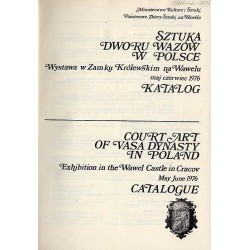 Ministerstwo Kultury i Sztuki
Państwowe Zbiory Sztuki na Wawelu
SZTUKA
DWORU WAZÓW
W POLSCE
Wystawa w Zamku Królewskim na Wawelu
maj czerwiec 1976
KATALOG
COURT ART
OF VASA DYNASTY
IN POLAND
Exhibition in the Wawel Castle in Cracov
May June 1976
CATALOGUE